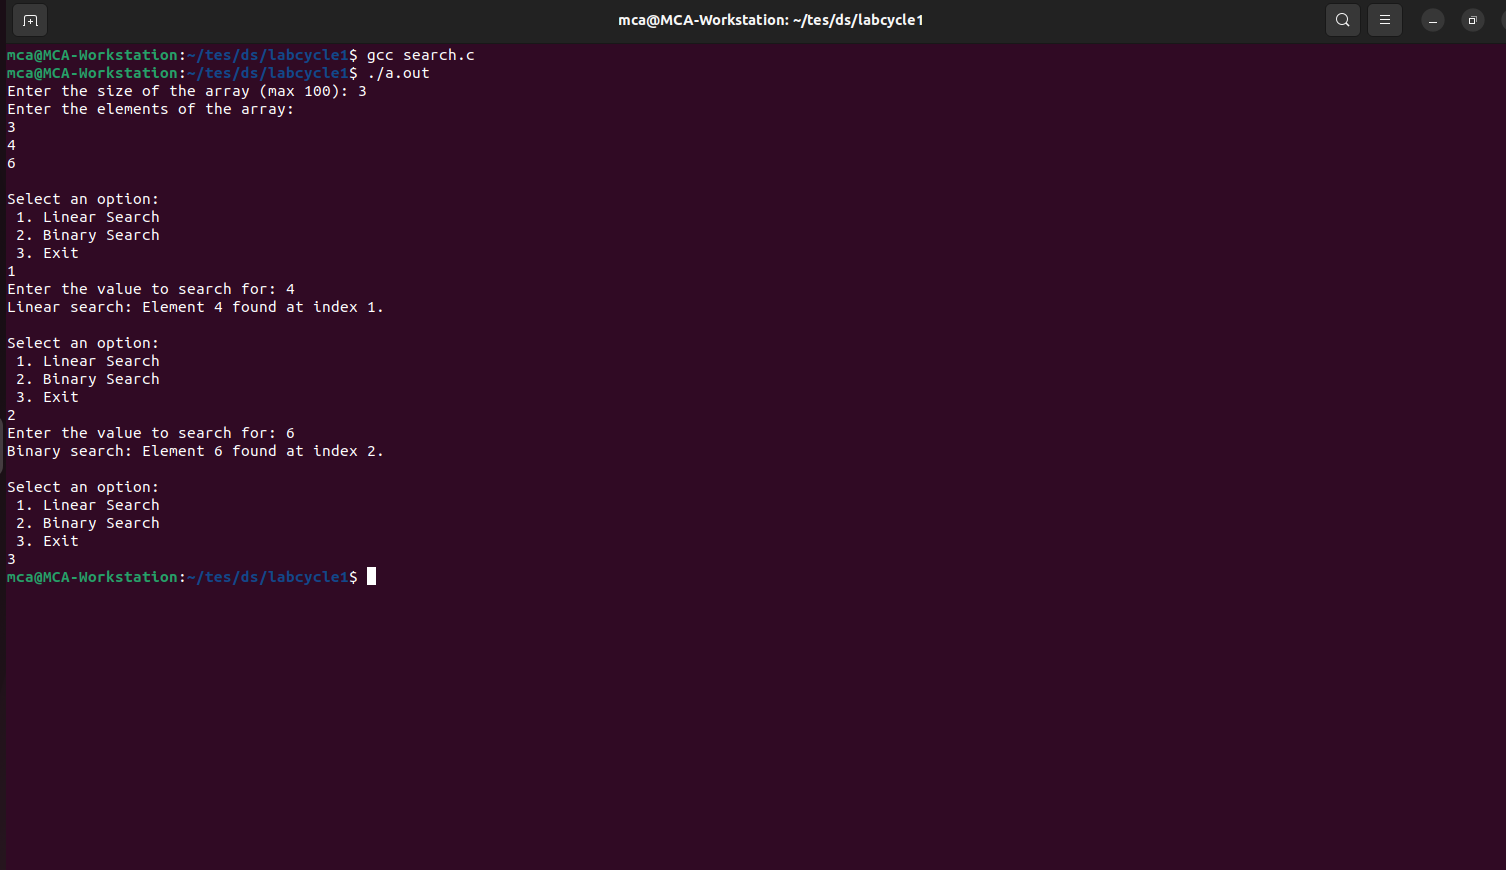 mca@MCA-Workstation: ~/tes/ds/labcycle1
mca@MCA-Workstation:~/tes/ds/labcycle1$ gcc search.c
mca@MCA-Workstation:~/tes/ds/labcycle1$ ./a.out
Enter the size of the array (max 100): 3
Enter the elements of the array:
3
4
6
Select an option:
1. Linear Search
2. Binary Search
3. Exit
1
Enter the value to search for: 4
Linear search: Element 4 found at index 1.
Select an option:
1. Linear Search
2. Binary Search
3. Exit
2
Enter the value to search for: 6
Binary search: Element 6 found at index 2.
Select an option:
1. Linear Search
2. Binary Search
3. Exit
3
mca@MCA-Workstation:~/tes/ds/labcycle1$